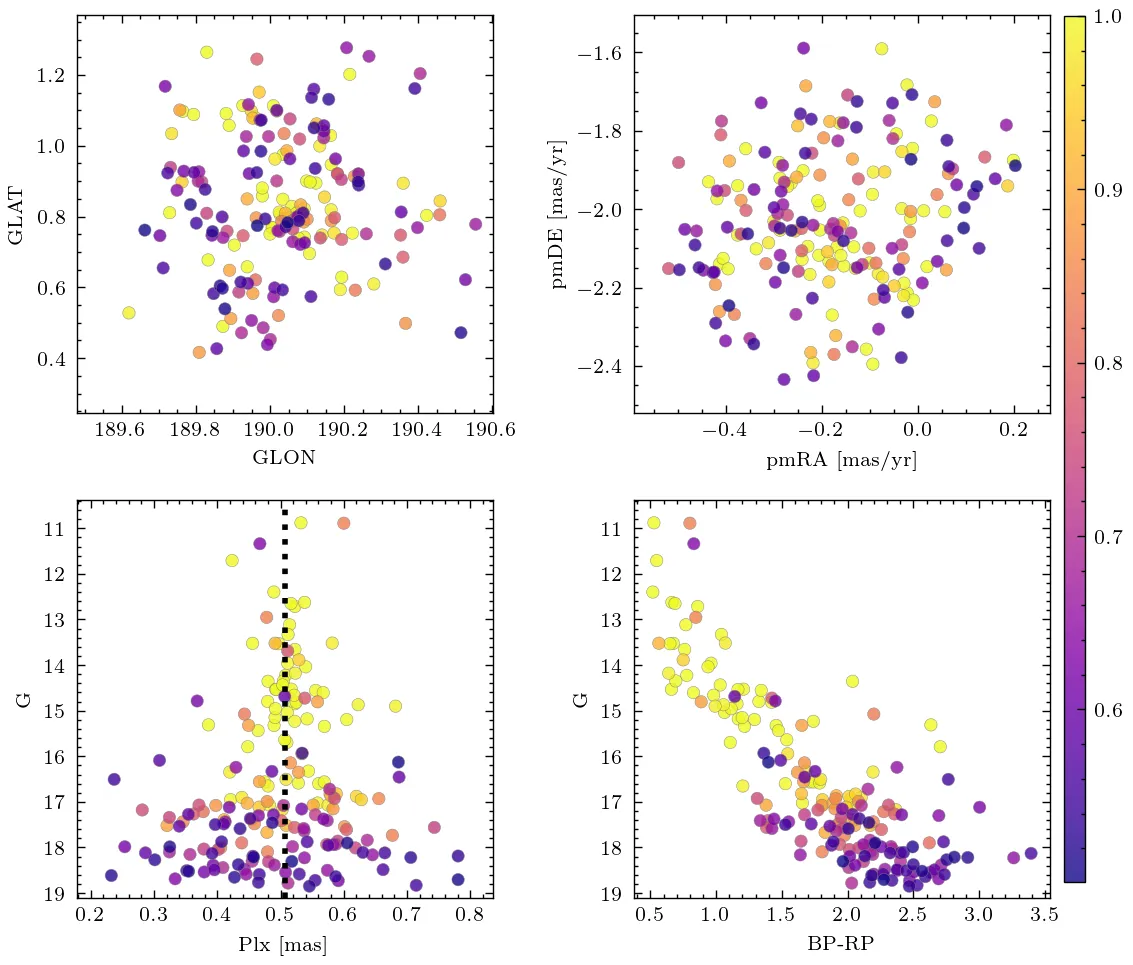 1.2
1.0
0.8
0.6
0.4
GLAT
189.6 189.8 190.0 190.2 190.4 190.6
GLON
−1.6
−1.8
−2.0
−2.2
−2.4
pmDE [mas/yr]
−0.4 −0.2 0.0 0.2
pmRA [mas/yr]
1.0
0.9
0.8
0.7
0.6
11
12
13
14
15
16
17
18
19
G
0.2 0.3 0.4 0.5 0.6 0.7 0.8
Plx [mas]
11
12
13
14
15
16
17
18
19
G
0.5 1.0 1.5 2.0 2.5 3.0 3.5
BP-RP